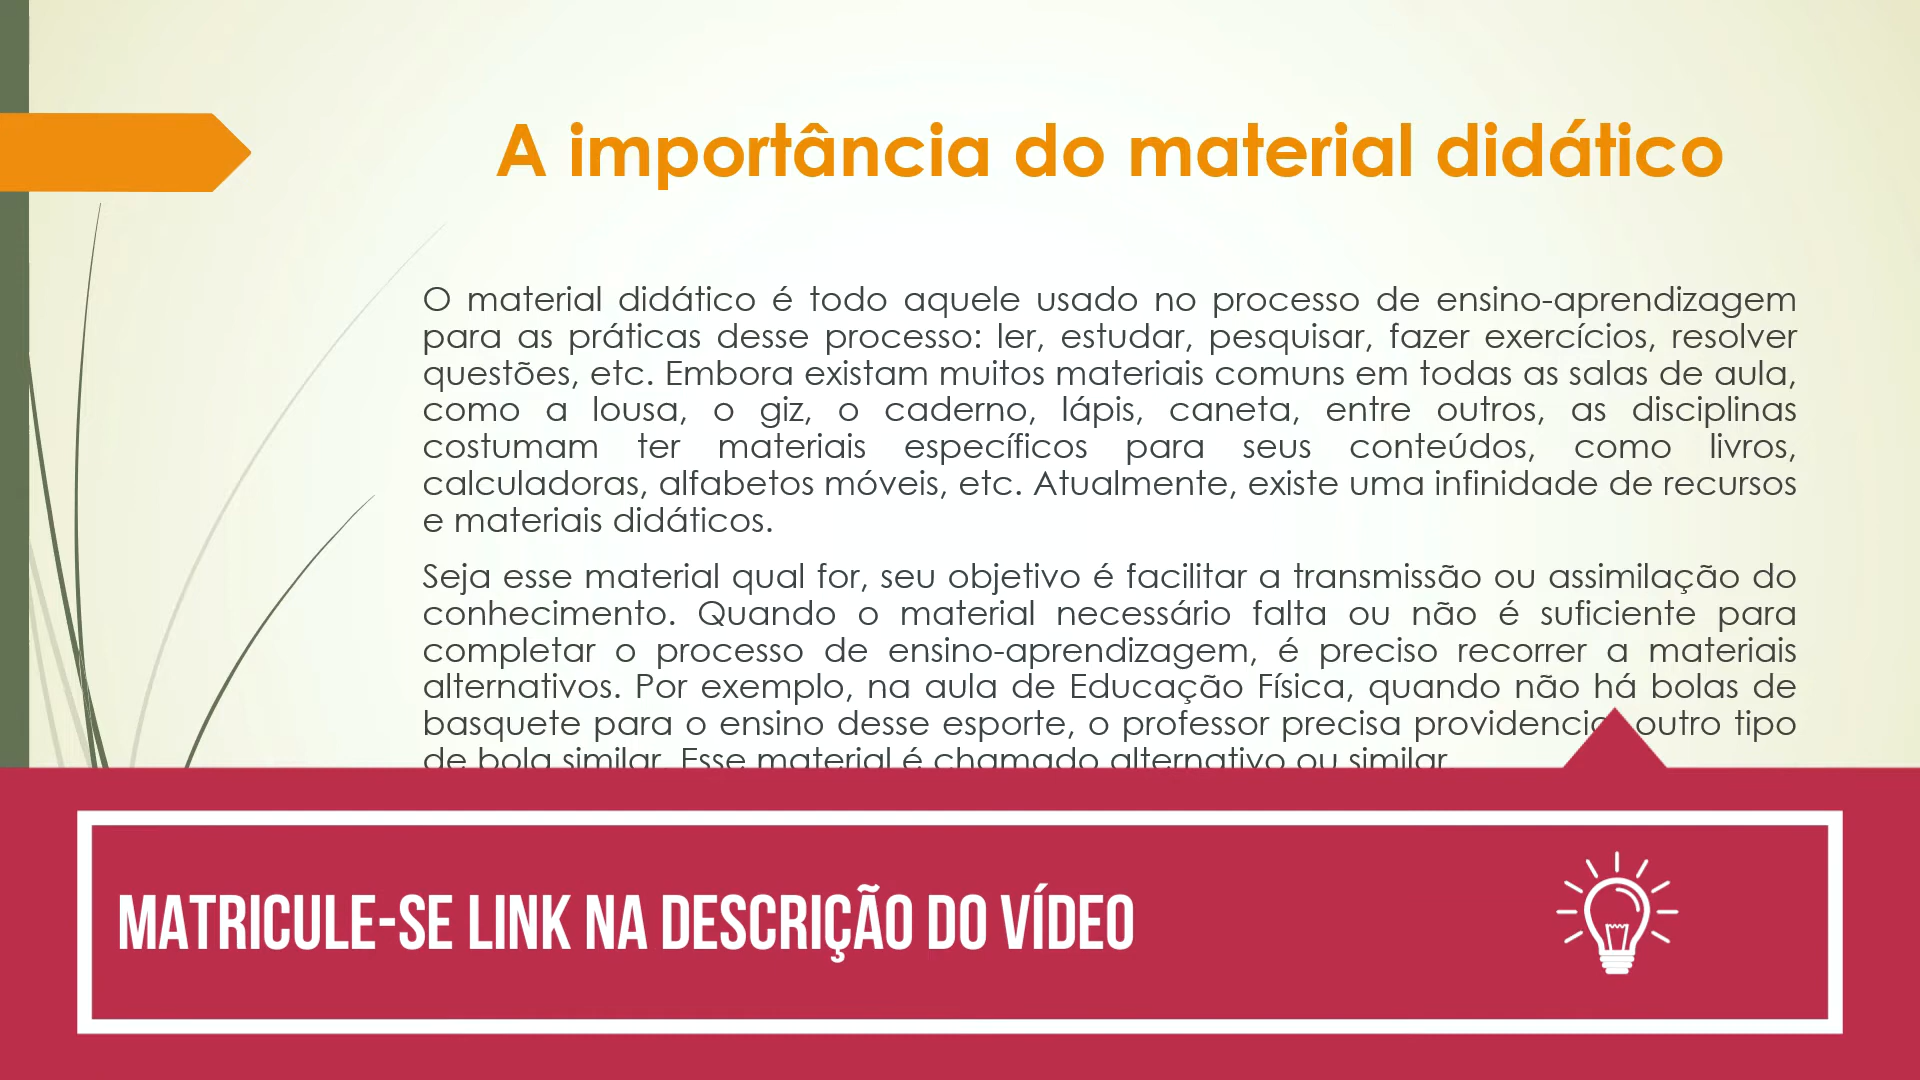 A importância do material didático
O material didático é todo aquele usado no processo de ensino-aprendizagem
para as práticas desse processo: ler, estudar, pesquisar, fazer exercícios, resolver
questões, etc. Embora existam muitos materiais comuns em todas as salas de aula,
como a lousa, o giz, o caderno, lápis, caneta, entre outros, as disciplinas
costumam ter materiais específicos para seus conteúdos, como livros,
calculadoras, alfabetos móveis, etc. Atualmente, existe uma infinidade de recursos
e materiais didáticos.
Seja esse material qual for, seu objetivo é facilitar a transmissão ou assimilação do
conhecimento. Quando o material necessário falta ou não é suficiente para
completar o processo de ensino-aprendizagem, é preciso recorrer a materiais
alternativos. Por exemplo, na aula de Educação Física, quando não há bolas de
basquete para o ensino desse esporte, o professor precisa outro tipo
de bola similar. Esse material é chamado alternativo ou similar.
MATRICULE-SE LINK NA DESCRIÇÃO DO VÍDEO